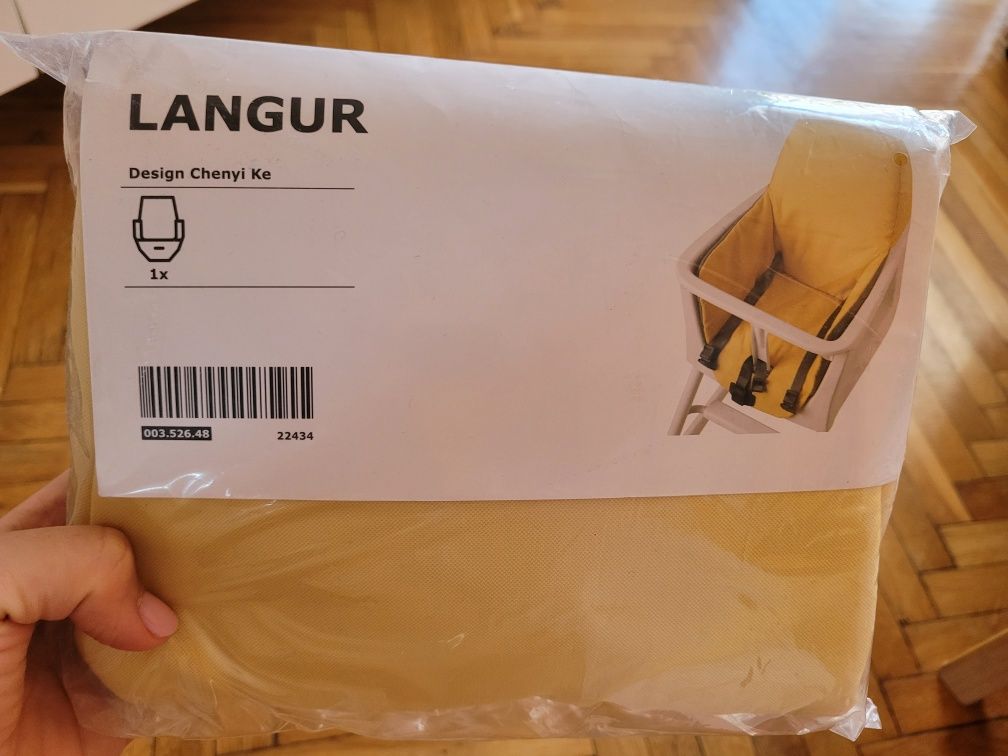 LANGUR
Design Chenyi Ke
1x
003.526.48 22434